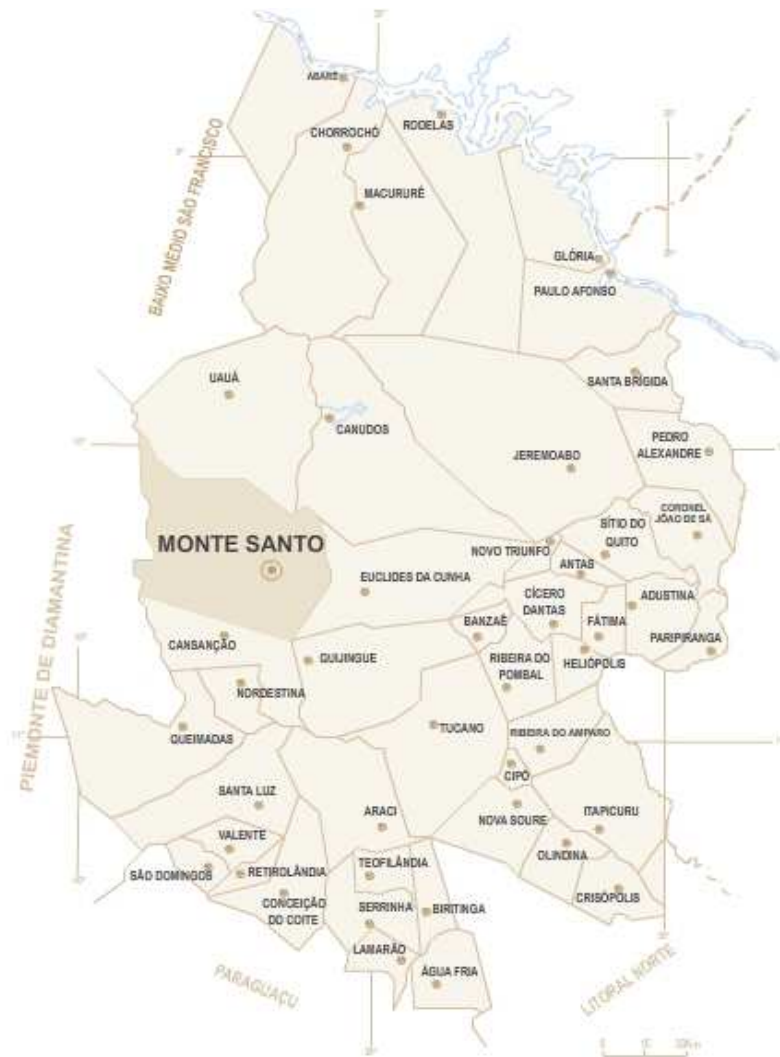 ABARÉ
RODELAS
CHORROCHÓ
MACURURÉ
BAIXO MÉDIO SÃO FRANCISCO
GLÓRIA
PAULO AFONSO
UAUÁ
SANTA BRÍGIDA
CANUDOS
PEDRO
ALEXANDRE
JEREMOABO
CORONEL
JOÃO DE SÁ
SÍTIO DO
QUITO
MONTE SANTO
NOVO TRIUNFO
ANTAS
EUCLIDES DA CUNHA
CÍCERO
DANTAS
ADUSTINA
BANZAÊ
FÁTIMA
PARIPIRANGA
CANSANÇÃO
QUIJINGUE
RIBEIRA DO
POMBAL
HELIÓPOLIS
PIEMONTE DE DIAMANTINA
NORDESTINA
TUCANO
QUEIMADAS
RIBEIRA DO AMPARO
CIPÓ
SANTA LUZ
ARACI
NOVA SOURE
ITAPICURU
VALENTE
OLINDINA
SÃO DOMINGOS
RETIROLÂNDIA
TEOFILÂNDIA
CONCEIÇÃO
DO COITE
CRISÓPOLIS
SERRINHA
BIRITINGA
LAMARÃO
ÁGUA FRIA
PARAGUAÇU
LITORAL NORTE